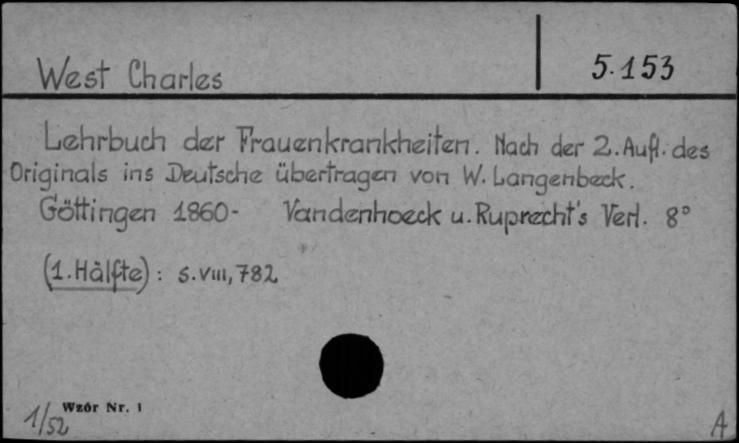 West Charles
5.153
Lehrbuch der Frauenkrankheiten. Nach der 2. Aufl. des
Originals ins Deutsche übertragen von W. Langenbeck.
Göttingen 1860- Vandenhoeck u. Ruprecht's Verl. 8°
(1. Hälfte): s. VIII, 782
Wzór Nr. 1
1/52
A